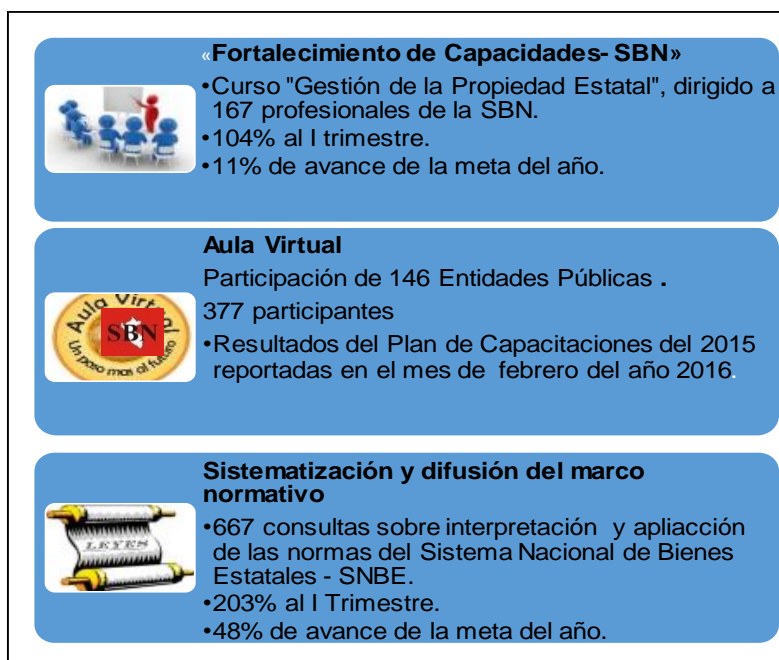 «Fortalecimiento de Capacidades- SBN»
•Curso "Gestión de la Propiedad Estatal", dirigido a
167 profesionales de la SBN.
•104% al I trimestre.
•11% de avance de la meta del año.
Aula Virtual
SBN
Un paso mas al futuro
Aula Virtual
Participación de 146 Entidades Públicas .
377 participantes
•Resultados del Plan de Capacitaciones del 2015
reportadas en el mes de febrero del año 2016.
LEYES
Sistematización y difusión del marco
normativo
•667 consultas sobre interpretación y apliacción
de las normas del Sistema Nacional de Bienes
Estatales - SNBE.
•203% al I Trimestre.
•48% de avance de la meta del año.